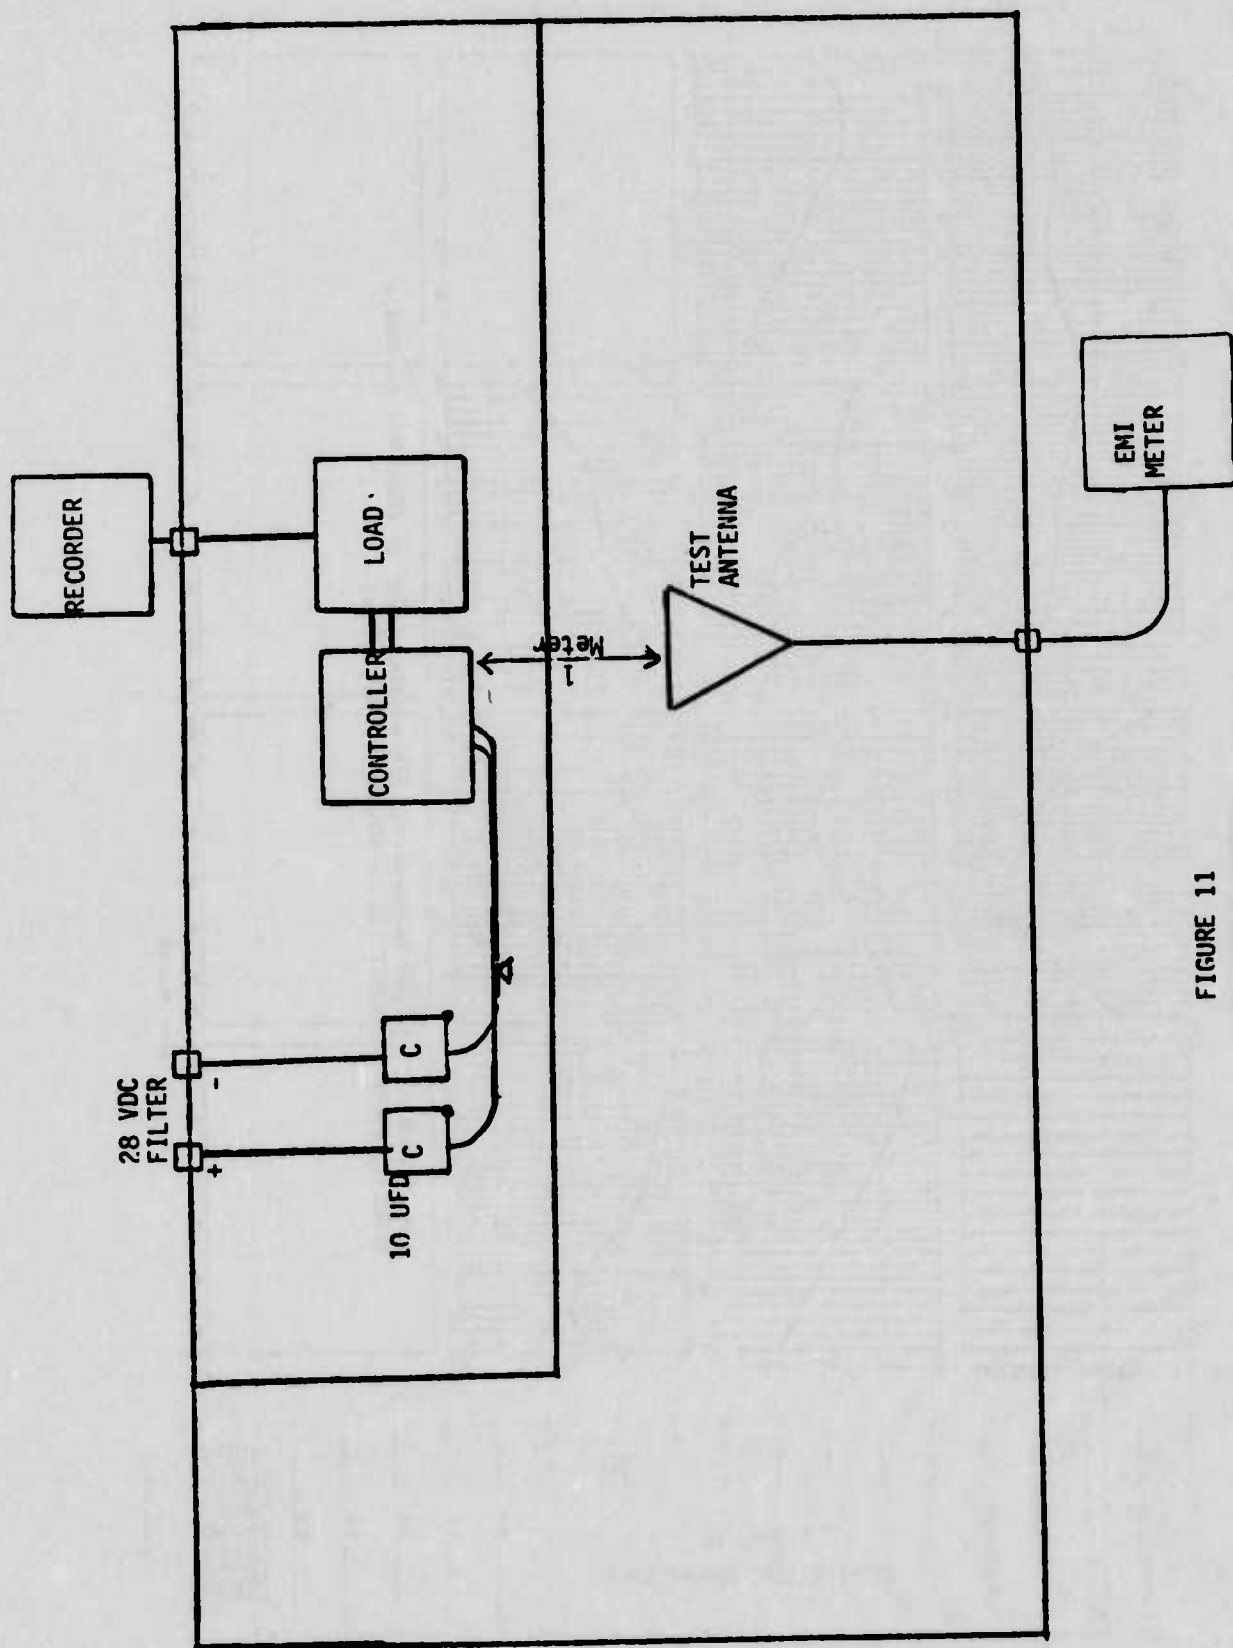 28 VDC
FILTER
+
-
10 UFD
C
C
CONTROLLER
LOAD
RECORDER
1
Meter
TEST
ANTENNA
EMI
METER
FIGURE 11